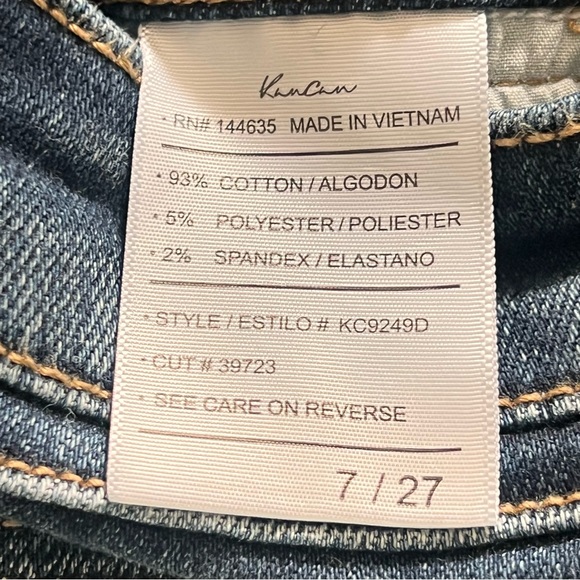 KanCan
• RN# 144635 MADE IN VIETNAM
• 93% COTTON / ALGODON
• 5% POLYESTER / POLIESTER
• 2% SPANDEX / ELASTANO
• STYLE / ESTILO # KC9249D
• CUT # 39723
• SEE CARE ON REVERSE
7 / 27